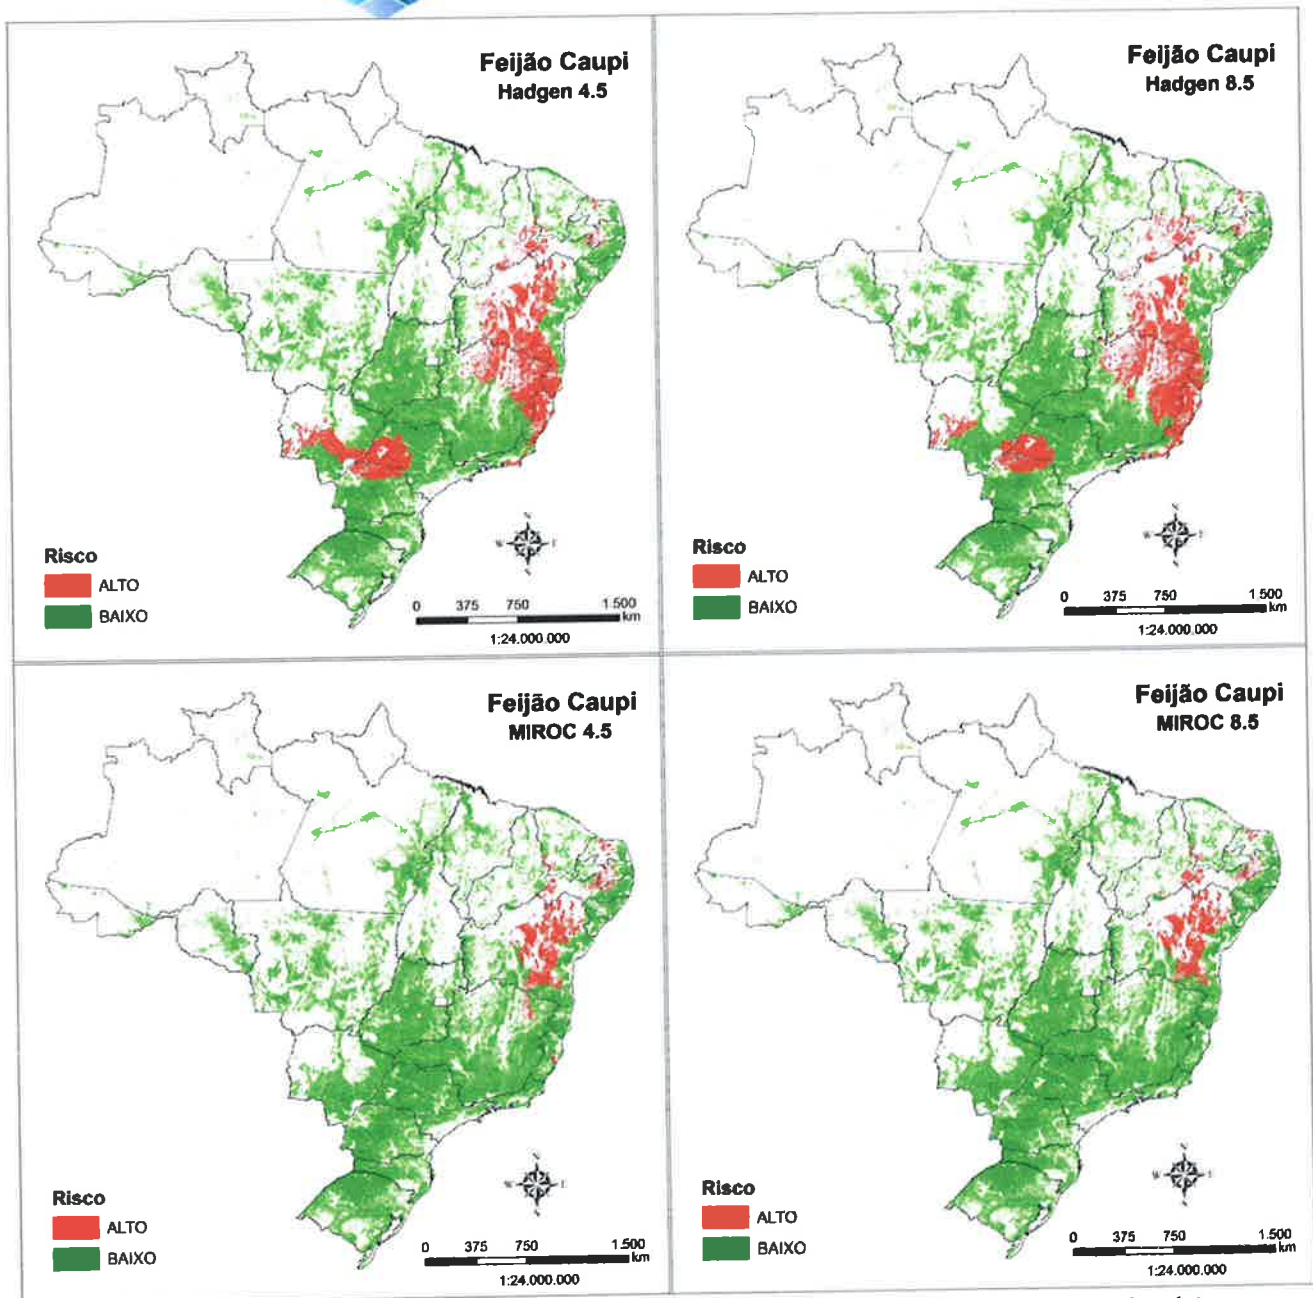 Feijão Caupi
Hadgen 4.5
N
W
Risco
ALTO
BAIXO
0 375 750 1.500
km
1:24.000.000
Feijão Caupi
Hadgen 8.5
N
W
Risco
ALTO
BAIXO
0 375 750 1.500
km
1:24.000.000
Feijão Caupi
MIROC 4.5
N
W
Risco
ALTO
BAIXO
0 375 750 1.500
km
1:24.000.000
Feijão Caupi
MIROC 8.5
N
W
Risco
ALTO
BAIXO
0 375 750 1.500
km
1:24.000.000